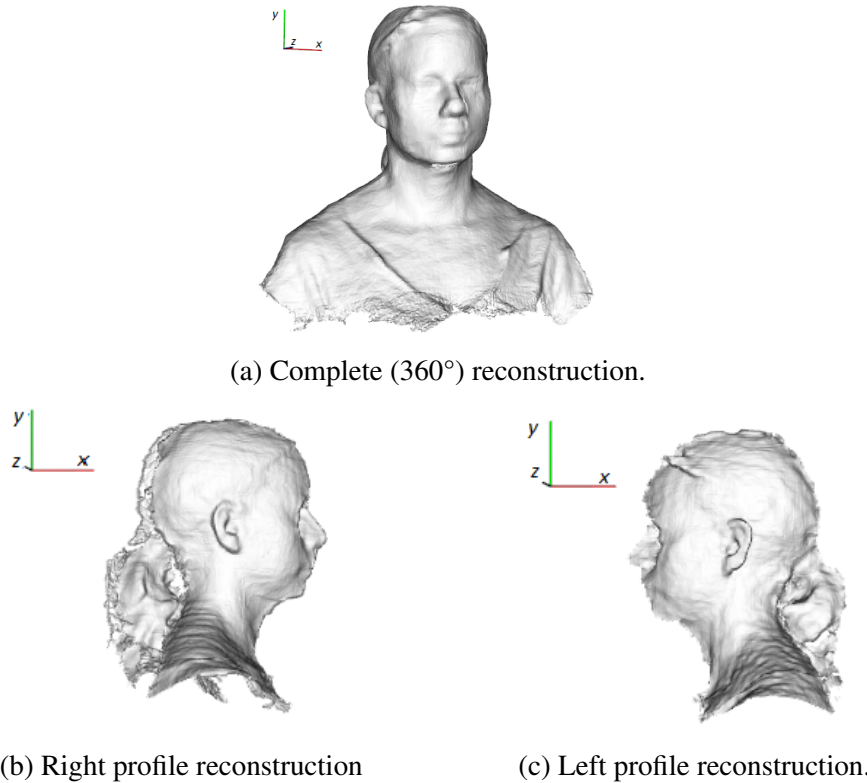 y
z x
(a) Complete (360°) reconstruction.
y
z x
y
z x
(b) Right profile reconstruction
(c) Left profile reconstruction.